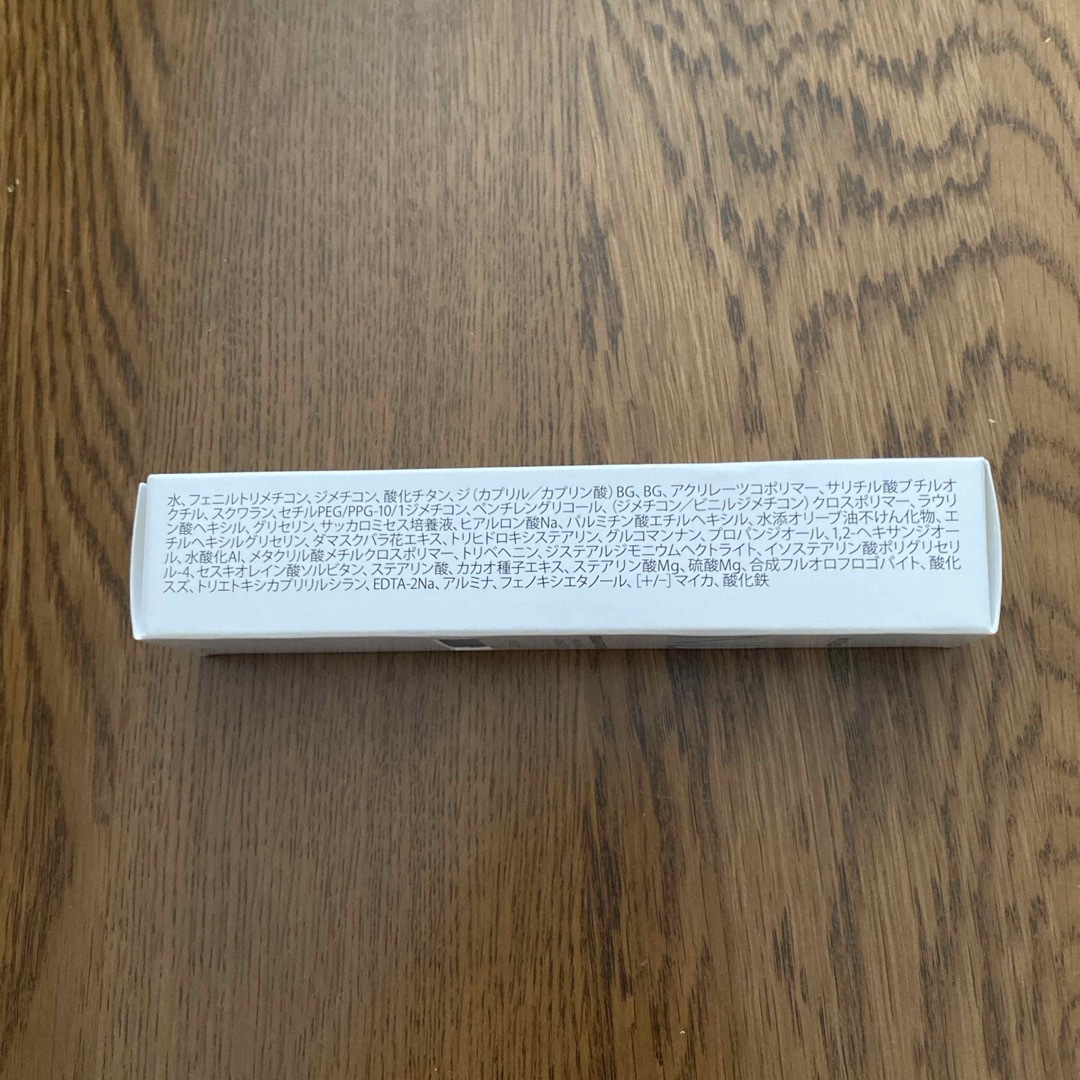 水、フェニルトリメチコン、ジメチコン、酸化チタン、ジ（カプリル／カプリン酸）BG、BG、アクリレーツコポリマー、サリチル酸ブチルオ
クチル、スクワラン、セチルPEG/PPG-10/1ジメチコン、ペンチレングリコール、（ジメチコン／ビニルジメチコン）クロスポリマー、ラウリ
ン酸ヘキシル、グリセリン、サッカロミセス培養液、ヒアルロン酸Na、パルミチン酸エチルヘキシル、水添オリーブ油不けん化物、エ
チルヘキシルグリセリン、ダマスクバラ花エキス、トリヒドロキシステアリン、グルコマンナン、プロパンジオール、1,2-ヘキサンジオー
ル、水酸化Al、メタクリル酸メチルクロスポリマー、トリベヘニン、ジステアルジモニウムヘクトライト、イソステアリン酸ポリグリセリ
ル-4、セスキオレイン酸ソルビタン、ステアリン酸、カカオ種子エキス、ステアリン酸Mg、硫酸Mg、合成フルオロフロゴパイト、酸化
スズ、トリエトキシカプリリルシラン、EDTA-2Na、アルミナ、フェノキシエタノール、[+/−]マイカ、酸化鉄